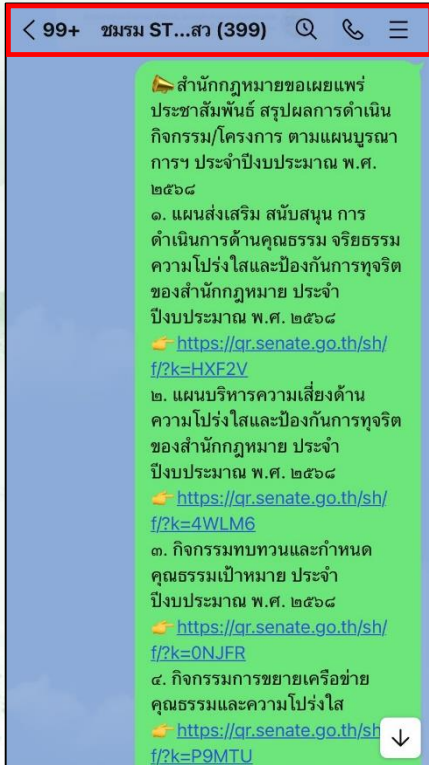 99+ ชมรม ST...สว (399)
สำนักกฎหมายขอเผยแพร่
ประชาสัมพันธ์ สรุปผลการดำเนิน
กิจกรรม/โครงการ ตามแผนบูรณา
การฯ ประจำปีงบประมาณ พ.ศ.
๒๕๖๘
๑. แผนส่งเสริม สนับสนุน การ
ดำเนินการด้านคุณธรรม จริยธรรม
ความโปร่งใสและป้องกันการทุจริต
ของสำนักกฎหมาย ประจำ
ปีงบประมาณ พ.ศ. ๒๕๖๘
👉 https://qr.senate.go.th/sh/
f/?k=HXF2V
๒. แผนบริหารความเสี่ยงด้าน
ความโปร่งใสและป้องกันการทุจริต
ของสำนักกฎหมาย ประจำ
ปีงบประมาณ พ.ศ. ๒๕๖๘
👉 https://qr.senate.go.th/sh/
f/?k=4WLM6
๓. กิจกรรมทบทวนและกำหนด
คุณธรรมเป้าหมาย ประจำ
ปีงบประมาณ พ.ศ. ๒๕๖๘
👉 https://qr.senate.go.th/sh/
f/?k=0NJFR
๔. กิจกรรมการขยายเครือข่าย
คุณธรรมและความโปร่งใส
👉 https://qr.senate.go.th/sh
f/?k=P9MTU